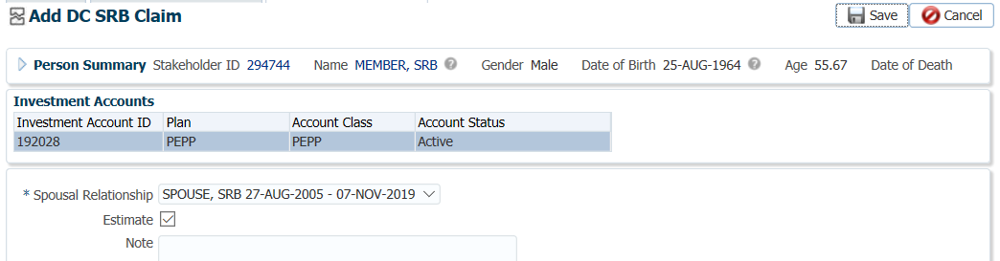 Add DC SRB Claim Save Cancel
Person Summary Stakeholder ID 294744 Name MEMBER, SRB Gender Male Date of Birth 25-AUG-1964 Age 55.67 Date of Death
Investment Accounts
Investment Account ID Plan Account Class Account Status
192028 PEPP PEPP Active
* Spousal Relationship SPOUSE, SRB 27-AUG-2005 - 07-NOV-2019
Estimate
Note